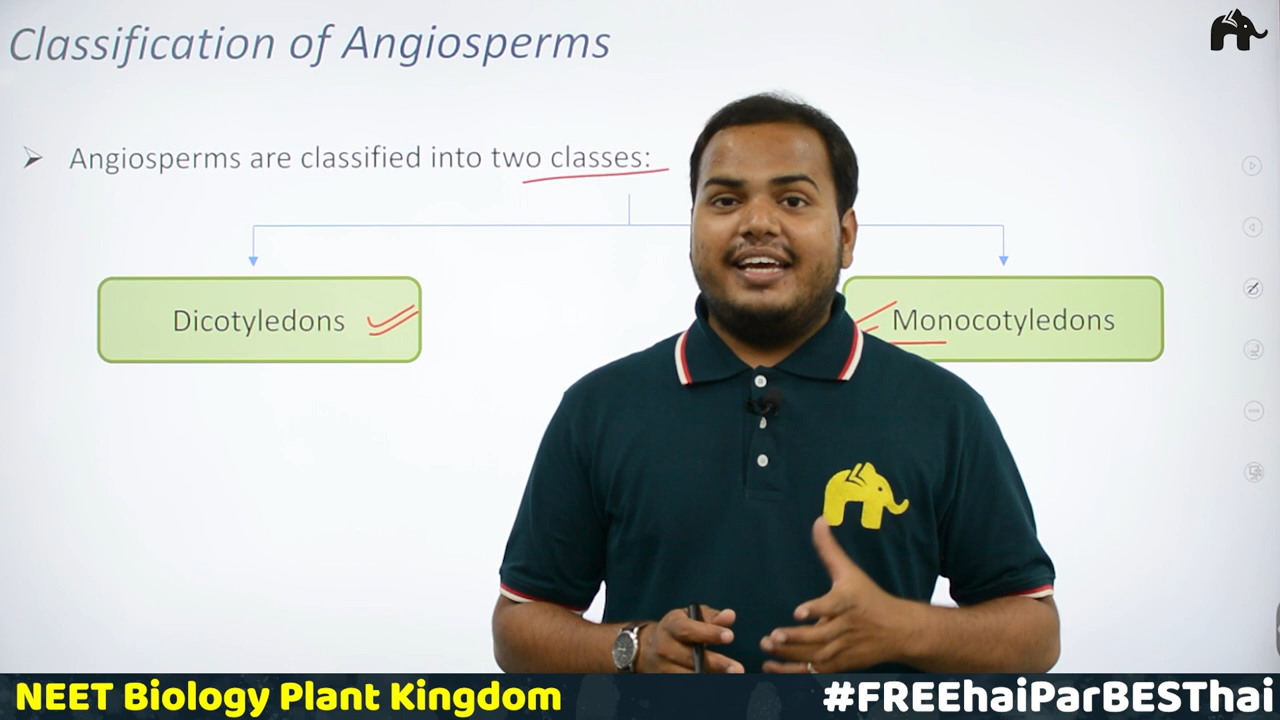 Classification of Angiosperms
➢ Angiosperms are classified into two classes:
Dicotyledons
Monocotyledons
NEET Biology Plant Kingdom
#FREEhaiParBESThai